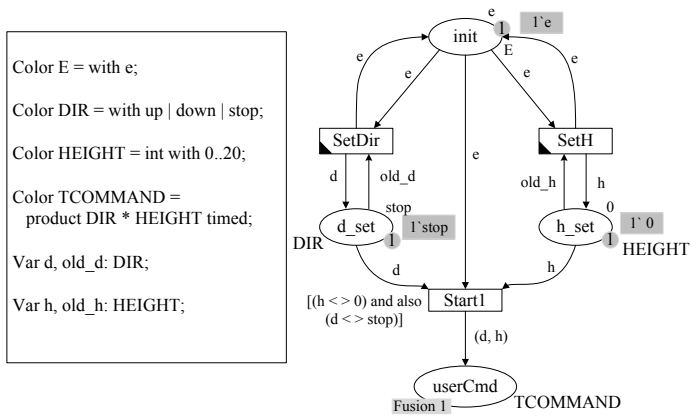 Color E = with e;
Color DIR = with up | down | stop;
Color HEIGHT = int with 0..20;
Color TCOMMAND =
product DIR * HEIGHT timed;
Var d, old_d: DIR;
Var h, old_h: HEIGHT;
e
init
1
1`e
E
e
e
e
e
SetDir
SetH
e
d
old_d
old_h
h
stop
0
d_set
1
1`stop
h_set
1
1` 0
DIR
HEIGHT
d
h
[(h < > 0) and also
(d < > stop)]
Start1
(d, h)
userCmd
Fusion 1
TCOMMAND